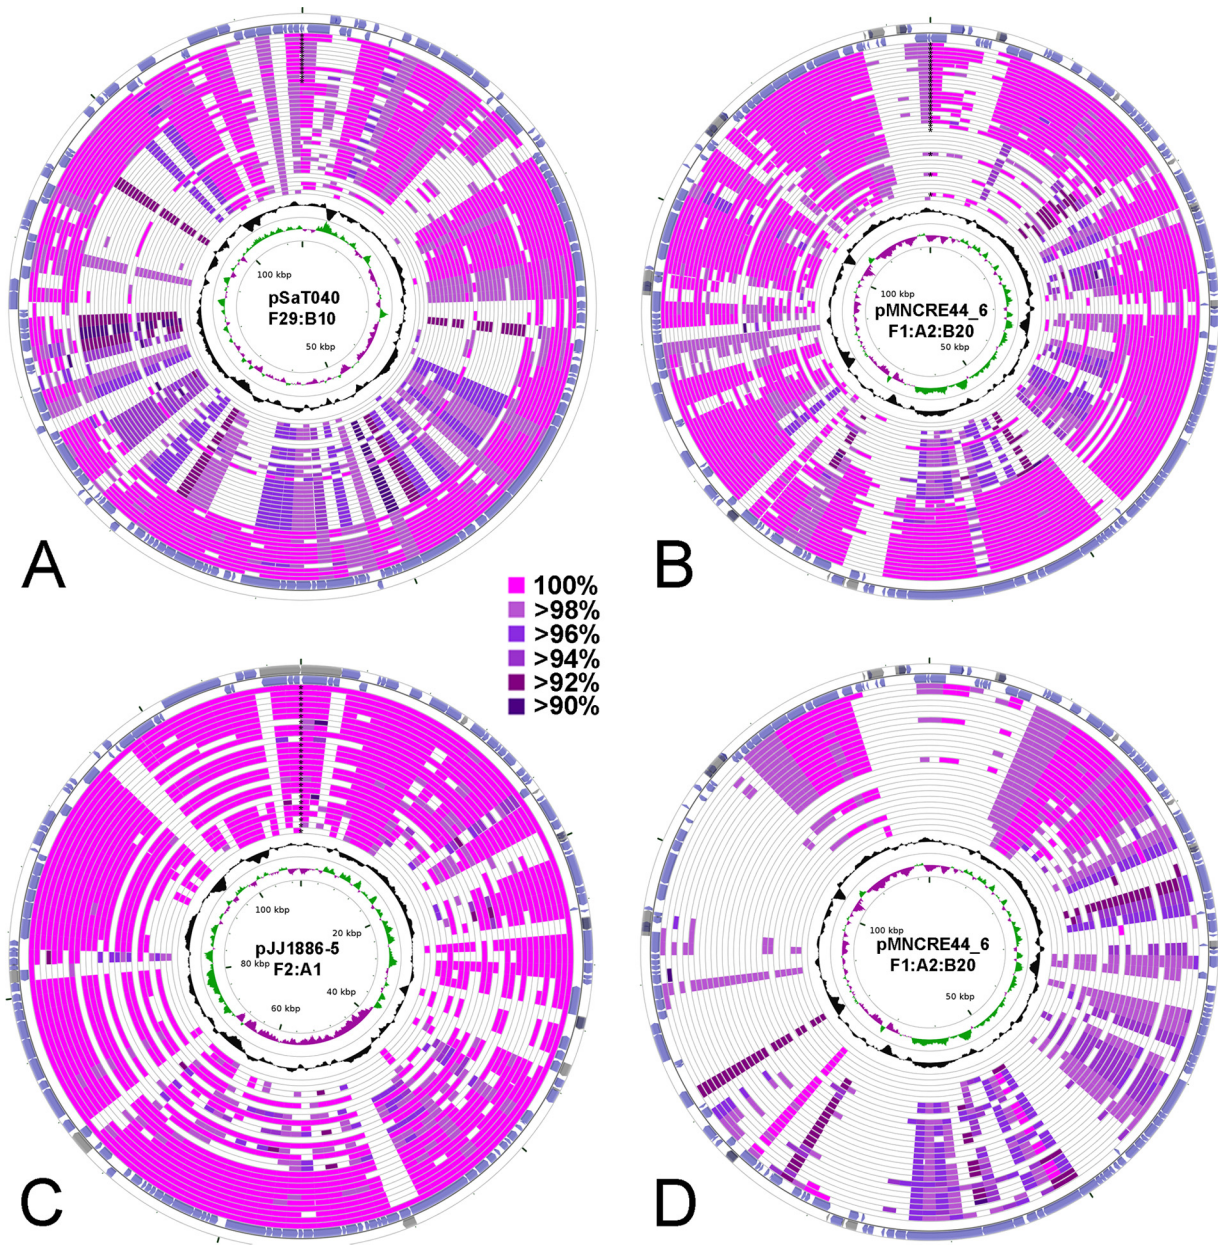 100 kbp
pSaT040
F29:B10
50 kbp
A
100 kbp
pMNCRE44_6
F1:A2:B20
50 kbp
B
100%
>98%
>96%
>94%
>92%
>90%
100 kbp
20 kbp
pJJ1886-5
F2:A1
80 kbp
40 kbp
60 kbp
C
100 kbp
pMNCRE44_6
F1:A2:B20
50 kbp
D